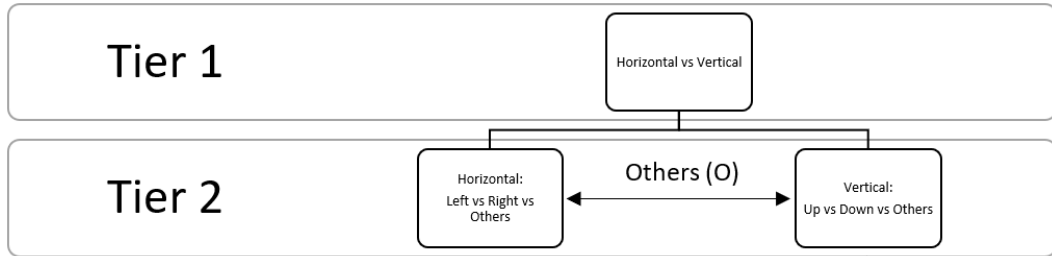 Tier 1
Horizontal vs Vertical
Tier 2
Horizontal:
Left vs Right vs
Others
Others (O)
Vertical:
Up vs Down vs Others